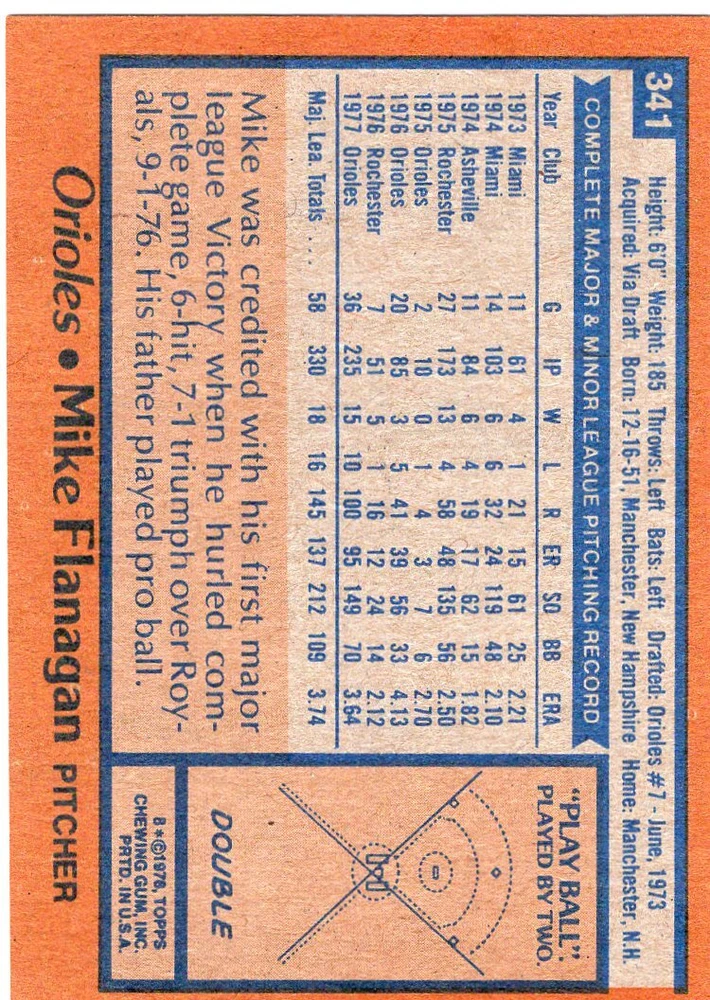 341
Height: 6'0" Weight: 185 Throws: Left Bats: Left Drafted: Orioles #7 - June, 1973
Acquired: Via Draft Born: 12-16-51, Manchester, New Hampshire Home: Manchester, N.H.
COMPLETE MAJOR & MINOR LEAGUE PITCHING RECORD
Year Club G IP W L R ER SO BB ERA
1973 Miami 11 61 4 1 21 15 61 25 2.21
1974 Miami 14 103 6 6 32 24 119 48 2.10
1974 Asheville 11 84 6 4 19 17 62 15 1.82
1975 Rochester 27 173 13 4 58 48 135 56 2.50
1975 Orioles 2 10 0 1 4 3 7 6 2.70
1976 Orioles 20 85 3 5 41 39 56 33 4.13
1976 Rochester 7 51 5 1 16 12 24 14 2.12
1977 Orioles 36 235 15 10 100 95 149 70 3.64
Maj. Lea. Totals ... 58 330 18 16 145 137 212 109 3.74
Mike was credited with his first major
league Victory when he hurled com-
plete game, 6-hit, 7-1 triumph over Roy-
als, 9-1-76. His father played pro ball.
"PLAY BALL":
PLAYED BY TWO.
DOUBLE
8*©1978, TOPPS
CHEWING GUM, INC.
PRTD. IN U.S.A.
Orioles • Mike Flanagan PITCHER